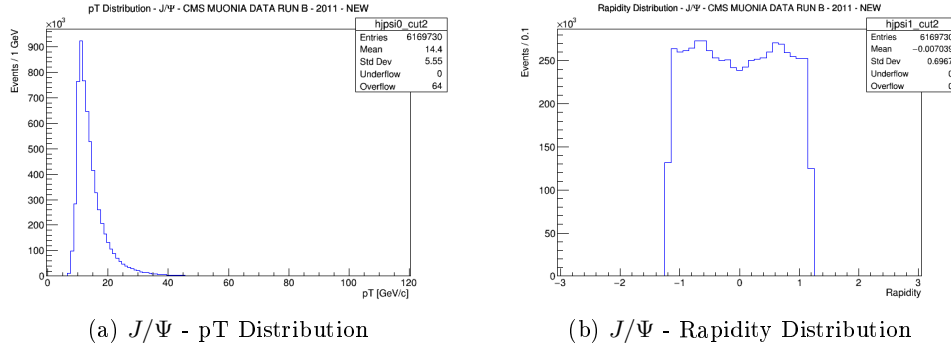 pT Distribution - J/Ψ - CMS MUONIA DATA RUN B - 2011 - NEW
×10³
Events / 1 GeV
900
800
700
600
500
400
300
200
100
0
0 20 40 60 80 100 120
pT [GeV/c]
hjpsi0_cut2
Entries 6169730
Mean 14.4
Std Dev 5.55
Underflow 0
Overflow 64
(a) J/Ψ - pT Distribution
Rapidity Distribution - J/Ψ - CMS MUONIA DATA RUN B - 2011 - NEW
×10³
Events / 0.1
250
200
150
100
50
0
−3 −2 −1 0 1 2 3
Rapidity
hjpsi1_cut2
Entries 6169730
Mean −0.007039
Std Dev 0.6967
Underflow 0
Overflow 0
(b) J/Ψ - Rapidity Distribution